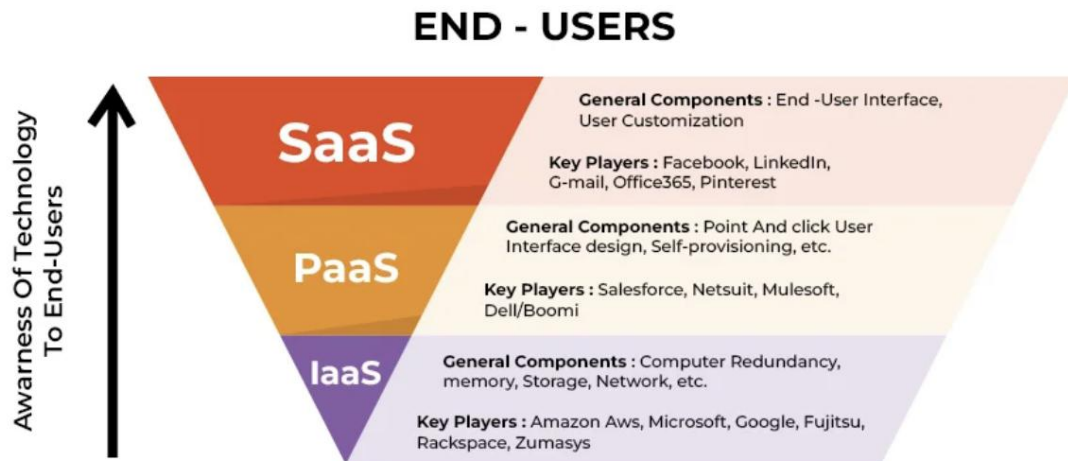 END - USERS
Awarness Of Technology
To End-Users
SaaS
General Components : End -User Interface,
User Customization
Key Players : Facebook, LinkedIn,
G-mail, Office365, Pinterest
PaaS
General Components : Point And click User
Interface design, Self-provisioning, etc.
Key Players : Salesforce, Netsuit, Mulesoft,
Dell/Boomi
IaaS
General Components : Computer Redundancy,
memory, Storage, Network, etc.
Key Players : Amazon Aws, Microsoft, Google, Fujitsu,
Rackspace, Zumasys